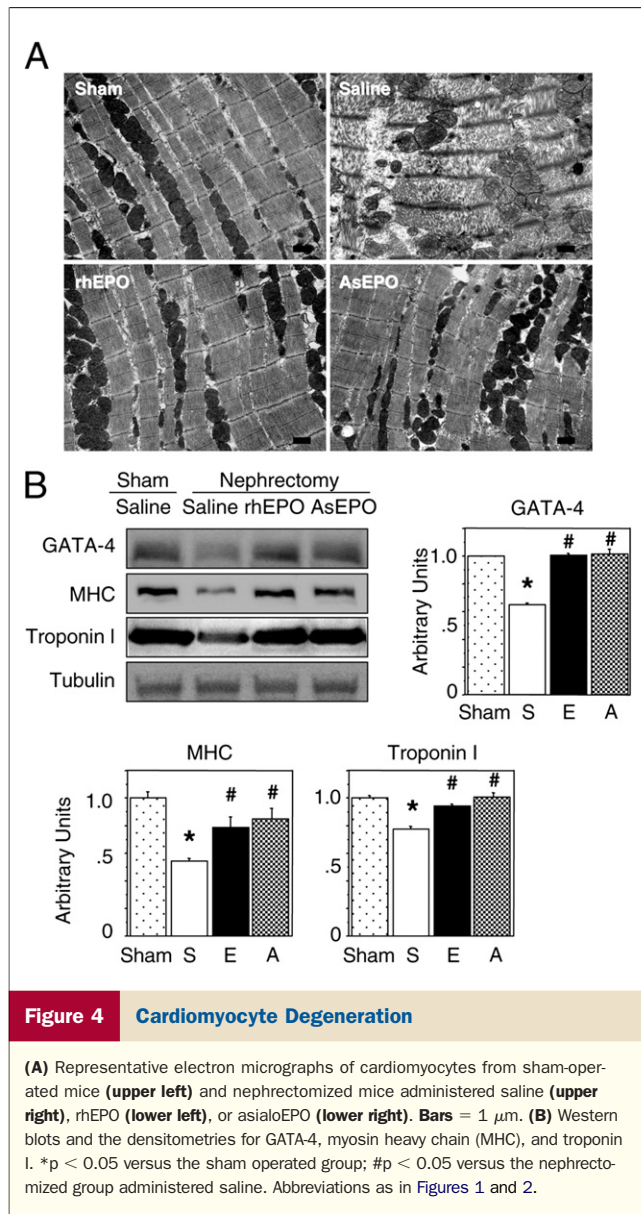 A
Sham
Saline
rhEPO
AsEPO
B
Sham Nephrectomy
Saline Saline rhEPO AsEPO
GATA-4
MHC
Troponin I
Tubulin
GATA-4
Arbitrary Units
1.0
.5
0
*
#
#
Sham S E A
MHC
Arbitrary Units
1.0
.5
0
*
#
#
Sham S E A
Troponin I
1.0
.5
0
*
#
#
Sham S E A
Figure 4 Cardiomyocyte Degeneration
(A) Representative electron micrographs of cardiomyocytes from sham-oper-
ated mice (upper left) and nephrectomized mice administered saline (upper
right), rhEPO (lower left), or asialoEPO (lower right). Bars = 1 μm. (B) Western
blots and the densitometries for GATA-4, myosin heavy chain (MHC), and troponin
I. *p < 0.05 versus the sham operated group; #p < 0.05 versus the nephrecto-
mized group administered saline. Abbreviations as in Figures 1 and 2.